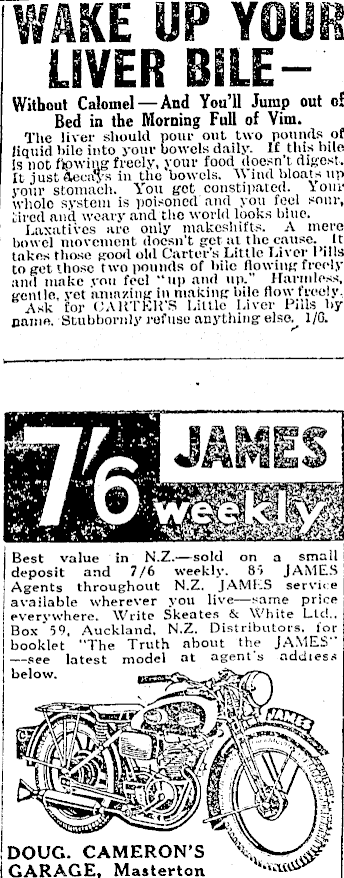 WAKE UP YOUR
LIVER BILE—
Without Calomel—And You'll Jump out of
Bed in the Morning Full of Vim.
The liver should pour out two pounds of
liquid bile into your bowels daily. If this bile
is not flowing freely, your food doesn't digest.
It just decays in the bowels. Wind bloats up
your stomach. You get constipated. Your
whole system is poisoned and you feel sour,
tired and weary and the world looks blue.
Laxatives are only makeshifts. A mere
bowel movement doesn't get at the cause. It
takes those good old Carter's Little Liver Pills
to get those two pounds of bile flowing freely
and make you feel "up and up." Harmless,
gentle, yet amazing in making bile flow freely.
Ask for CARTER'S Little Liver Pills by
name. Stubbornly refuse anything else. 1/6.
7/6 JAMES
weekly
Best value in N.Z.—sold on a small
deposit and 7/6 weekly. 85 JAMES
Agents throughout N.Z. JAMES service
available wherever you live—same price
everywhere. Write Skeates & White Ltd.,
Box 59, Auckland, N.Z. Distributors, for
booklet "The Truth about the JAMES"
—see latest model at agent's address
below.
JAMES
DOUG. CAMERON'S
GARAGE, Masterton